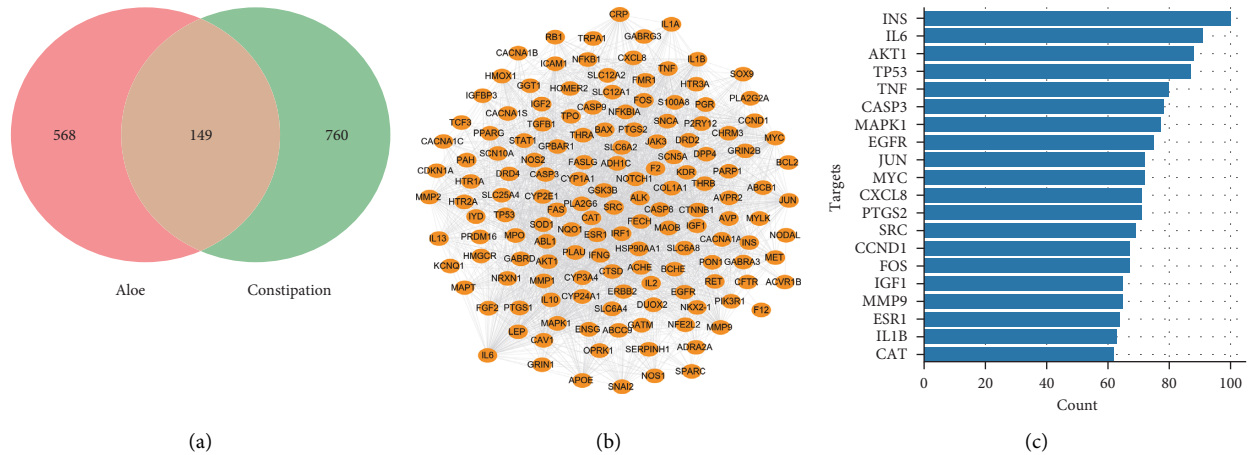 568
149
760
Aloe
Constipation
(a)
CRP
IL1A
RB1
TRPA1
GABRG3
CACNA1B
ICAM1
NFKB1
CXCL8
IL1B
HMOX1
GGT1
SLC12A2
TNF
FMR1
HTR3A
SOX9
IGFBP3
HOMER2
SLC12A1
FOS
S100A8
PGR
PLA2G2A
CACNA1S
IGF2
CASP9
NFKBIA
TCF3
TGFB1
TPO
SNCA
P2RY12
CCND1
PPARG
STAT1
THRA
BAX
PTGS2
CHRM3
MYC
CACNA1C
SCN10A
GPBAR1
SLC6A2
JAK3
DRD2
GRIN2B
PAH
NOS2
FASLG
ADH1C
SCN5A
DPP4
BCL2
CDKN1A
DRD4
CASP3
CYP1A1
F2
KDR
PARP1
HTR1A
NOTCH1
THRB
MMP2
SLC25A4
CYP2E1
GSK3B
COL1A1
AVPR2
ABCB1
HTR2A
PLA2G6
ALK
JUN
IYD
TP53
FAS
SRC
CASP8
CTNNB1
AVP
MYLK
SOD1
CAT
FECH
MAOB
IGF1
NODAL
IL13
PRDM16
MPO
NQO1
ESR1
IRF1
CACNA1A
INS
ABL1
HSP90AA1
SLC6A8
HMGCR
PLAU
PON1
MET
KCNQ1
GABRD
AKT1
IFNG
GABRA3
NRXN1
MMP1
CYP3A4
CTSD
ACHE
BCHE
RET
CFTR
ACVR1B
MAPT
IL2
ERBB2
EGFR
IL10
CYP24A1
DUOX2
PIK3R1
FGF2
PTGS1
SLC6A4
NKX2-1
F12
LEP
MAPK1
ENSG
ABCC9
GATM
NFE2L2
MMP9
CAV1
IL6
OPRK1
SERPINH1
ADRA2A
GRIN1
APOE
SNAI2
NOS1
SPARC
(b)
Targets
INS
IL6
AKT1
TP53
TNF
CASP3
MAPK1
EGFR
JUN
MYC
CXCL8
PTGS2
SRC
CCND1
FOS
IGF1
MMP9
ESR1
IL1B
CAT
0 20 40 60 80 100
Count
(c)